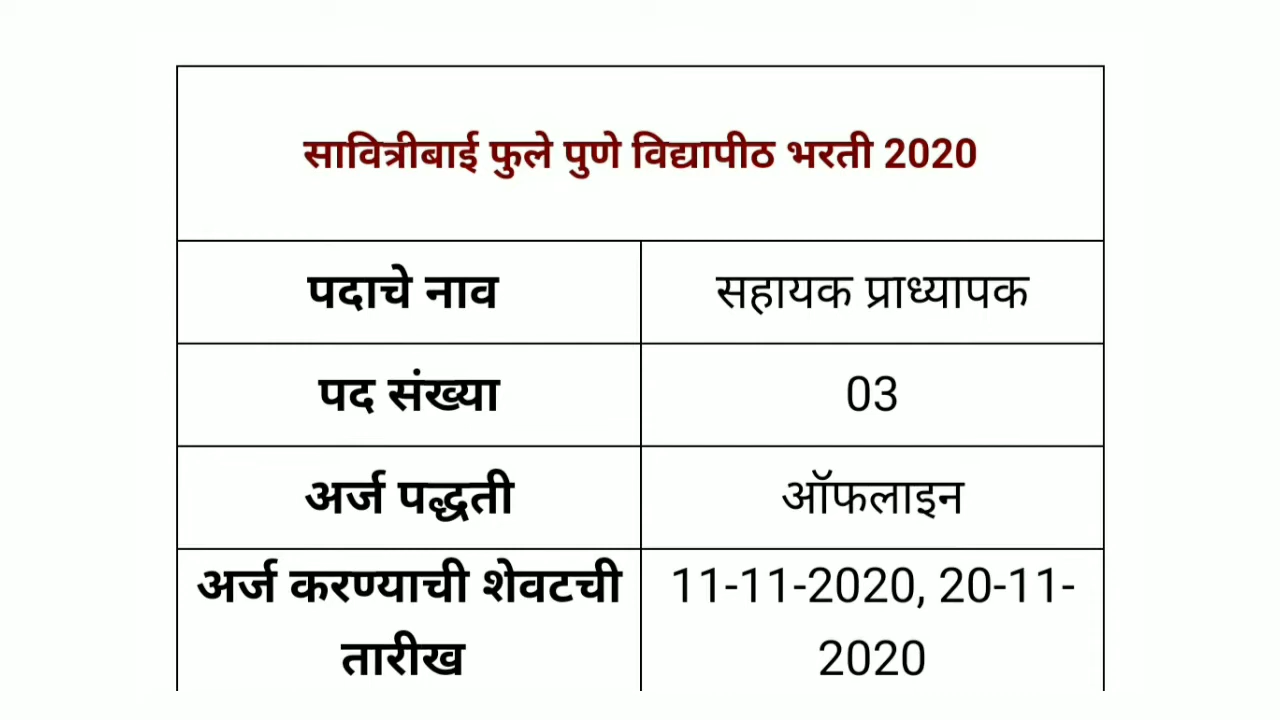 सावित्रीबाई फुले पुणे विद्यापीठ भरती 2020
पदाचे नाव
सहायक प्राध्यापक
पद संख्या
03
अर्ज पद्धती
ऑफलाइन
अर्ज करण्याची शेवटची
तारीख
11-11-2020, 20-11-
2020